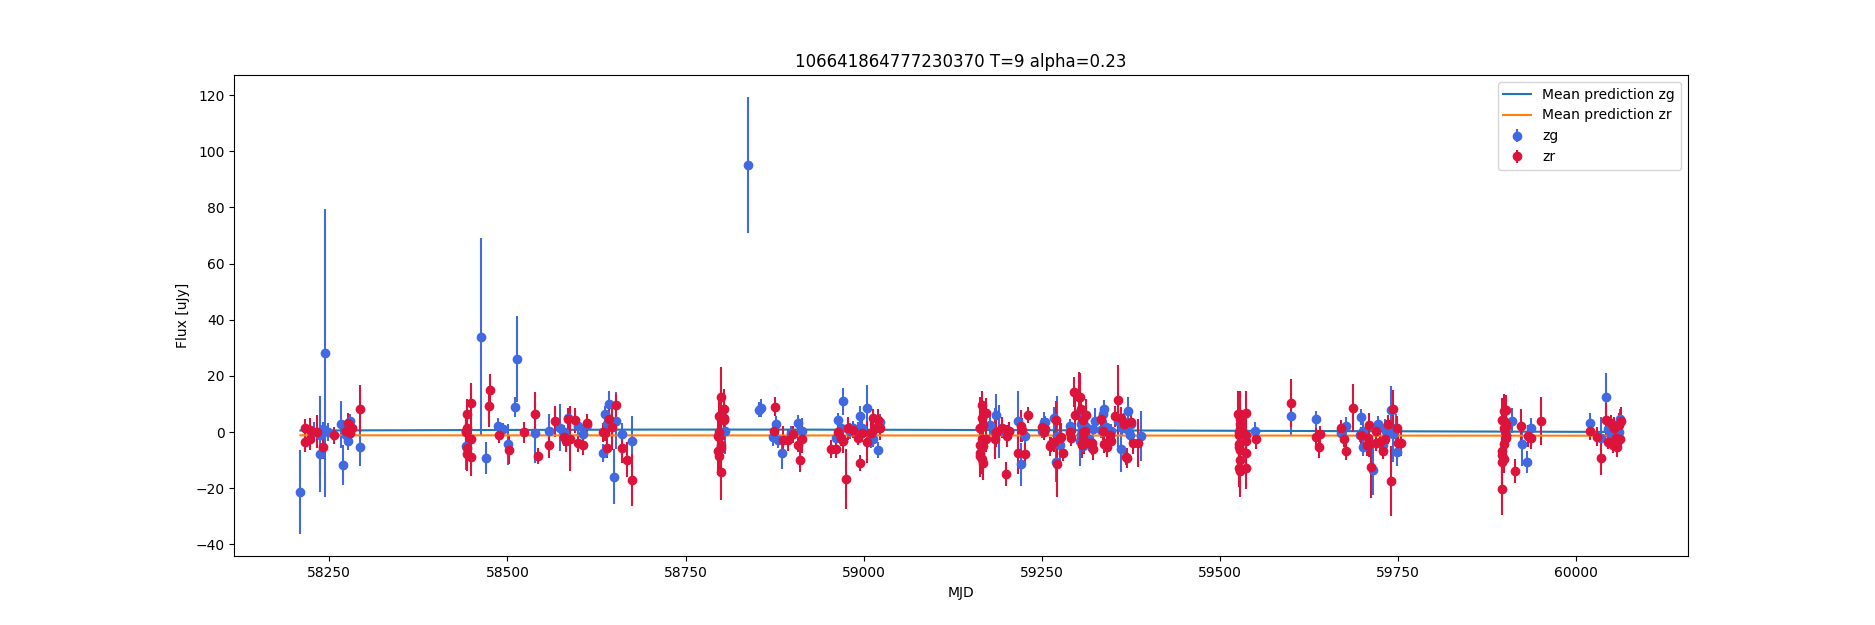 106641864777230370 T=9 alpha=0.23
120
100
80
60
40
20
0
−20
−40
Flux [uJy]
Mean prediction zg
Mean prediction zr
zg
zr
58250 58500 58750 59000 59250 59500 59750 60000
MJD